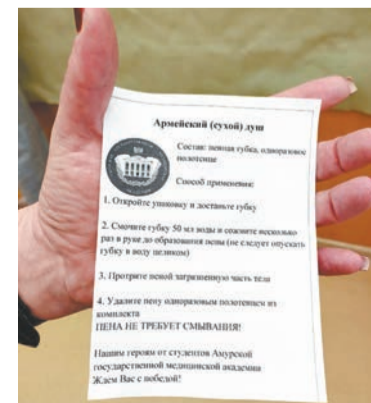 Армейский (сухой) душ
Состав: пенная губка, одноразовое
полотенце
Способ применения:
1. Откройте упаковку и достаньте губку
2. Смочите губку 50 мл воды и сожмите несколько
раз в руке до образования пены (не следует опускать
губку в воду целиком)
3. Протрите пеной загрязненную часть тела
4. Удалите пену одноразовым полотенцем из
комплекта
ПЕНА НЕ ТРЕБУЕТ СМЫВАНИЯ!
Нашим героям от студентов Амурской
государственной медицинской академии
Ждем Вас с победой!